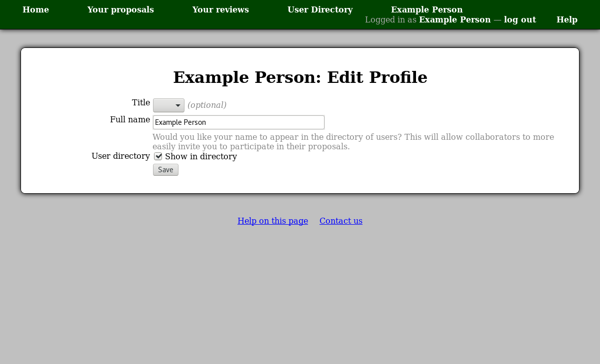 Home Your proposals Your reviews User Directory Example Person
Logged in as Example Person — log out Help
Example Person: Edit Profile
Title (optional)
Full name Example Person
Would you like your name to appear in the directory of users? This will allow collaborators to more
easily invite you to participate in their proposals.
User directory Show in directory
Save
Help on this page Contact us